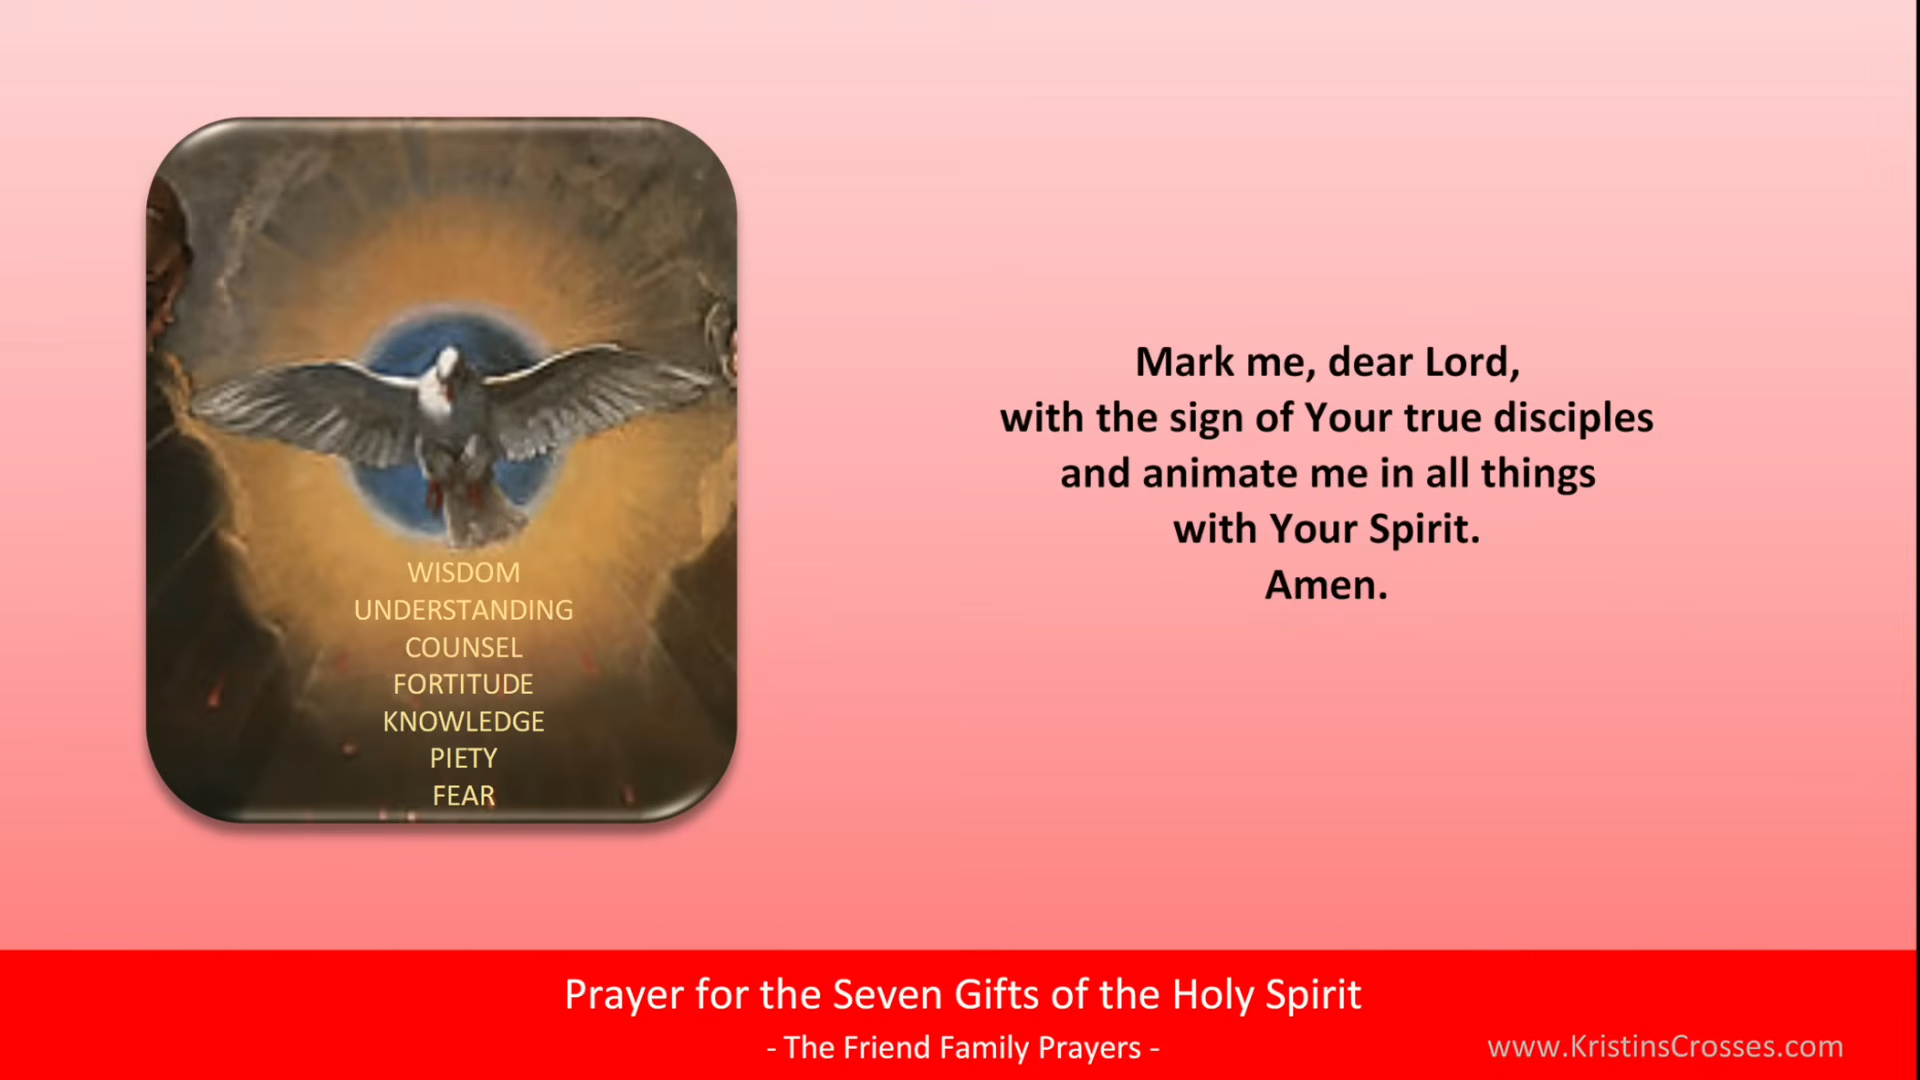 WISDOM
UNDERSTANDING
COUNSEL
FORTITUDE
KNOWLEDGE
PIETY
FEAR
Mark me, dear Lord,
with the sign of Your true disciples
and animate me in all things
with Your Spirit.
Amen.
Prayer for the Seven Gifts of the Holy Spirit
- The Friend Family Prayers -
www.KristinsCrosses.com